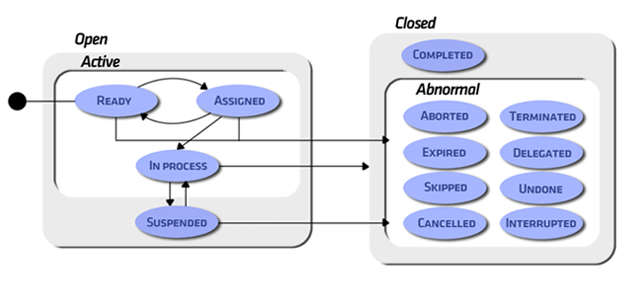 Open
Active
READY
ASSIGNED
IN PROCESS
SUSPENDED
Closed
COMPLETED
Abnormal
ABORTED
TERMINATED
EXPIRED
DELEGATED
SKIPPED
UNDONE
CANCELLED
INTERRUPTED